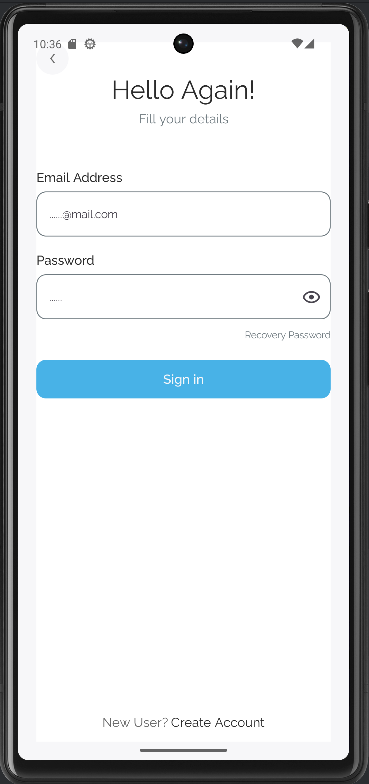 10:36
Hello Again!
Fill your details
Email Address
......@mail.com
Password
......
Recovery Password
Sign in
New User? Create Account